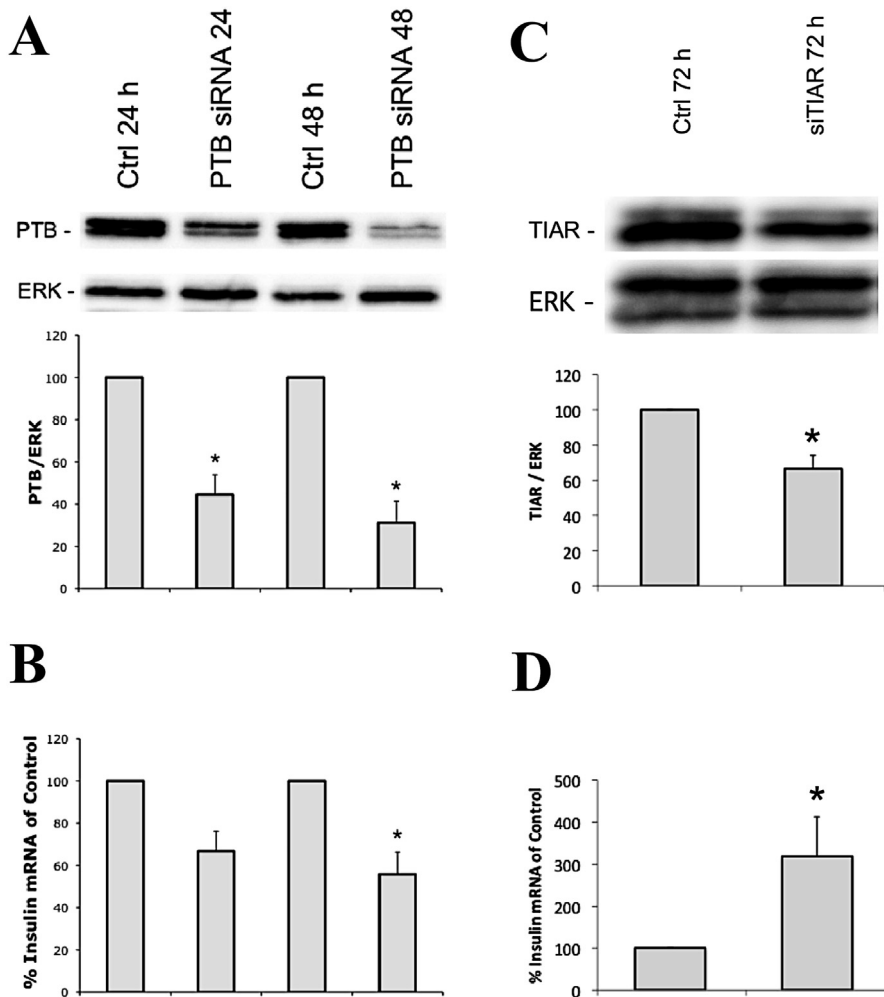 A
Ctrl 24 h
PTB siRNA 24
Ctrl 48 h
PTB siRNA 48
PTB -
ERK -
120
100
80
60
40
20
0
PTB/ERK
*
*
C
Ctrl 72 h
siTIAR 72 h
TIAR -
ERK -
120
100
80
60
40
20
0
TIAR / ERK
*
B
120
100
80
60
40
20
0
% Insulin mRNA of Control
*
D
500
400
300
200
100
0
% Insulin mRNA of Control
*